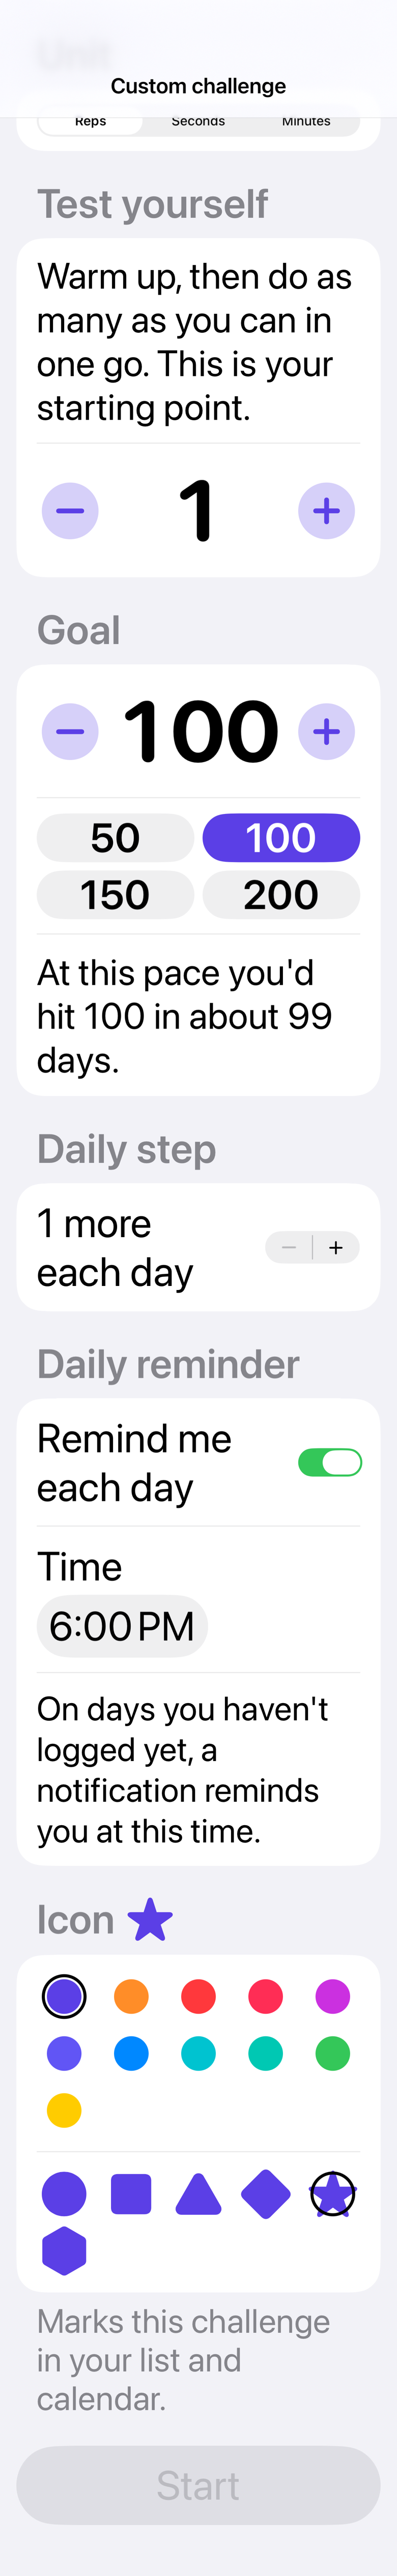 Unit
Custom challenge
Reps
Seconds
Minutes
Test yourself
Warm up, then do as
many as you can in
one go. This is your
starting point.
1
Goal
100
50
100
150
200
At this pace you'd
hit 100 in about 99
days.
Daily step
1 more
each day
Daily reminder
Remind me
each day
Time
6:00 PM
On days you haven't
logged yet, a
notification reminds
you at this time.
Icon
Marks this challenge
in your list and
calendar.
Start